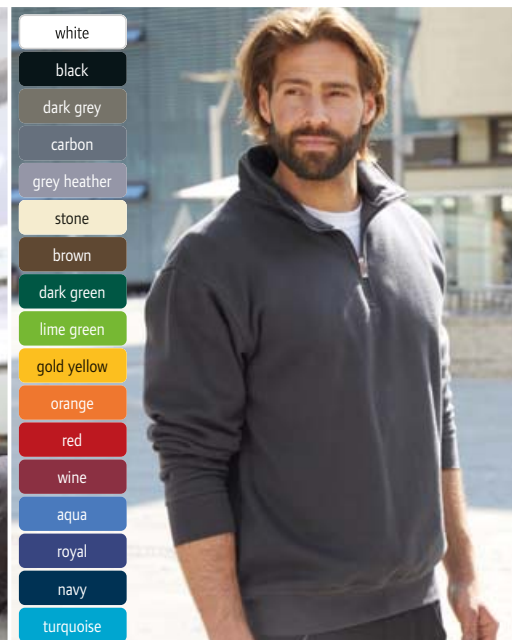 white
black
dark grey
carbon
grey heather
stone
brown
dark green
lime green
gold yellow
orange
red
wine
aqua
royal
navy
turquoise